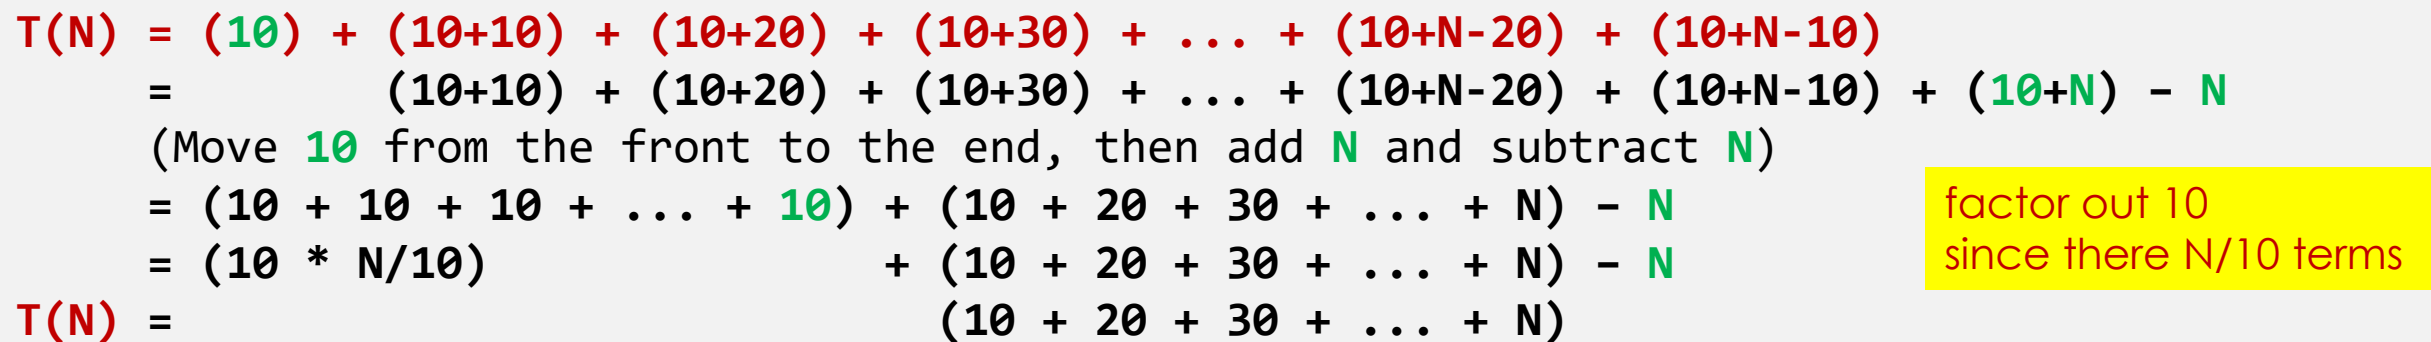 T(N) = (10) + (10+10) + (10+20) + (10+30) + ... + (10+N-20) + (10+N-10)
= (10+10) + (10+20) + (10+30) + ... + (10+N-20) + (10+N-10) + (10+N) – N
(Move 10 from the front to the end, then add N and subtract N)
= (10 + 10 + 10 + ... + 10) + (10 + 20 + 30 + ... + N) – N
= (10 * N/10) + (10 + 20 + 30 + ... + N) – N
T(N) = (10 + 20 + 30 + ... + N)
factor out 10
since there N/10 terms